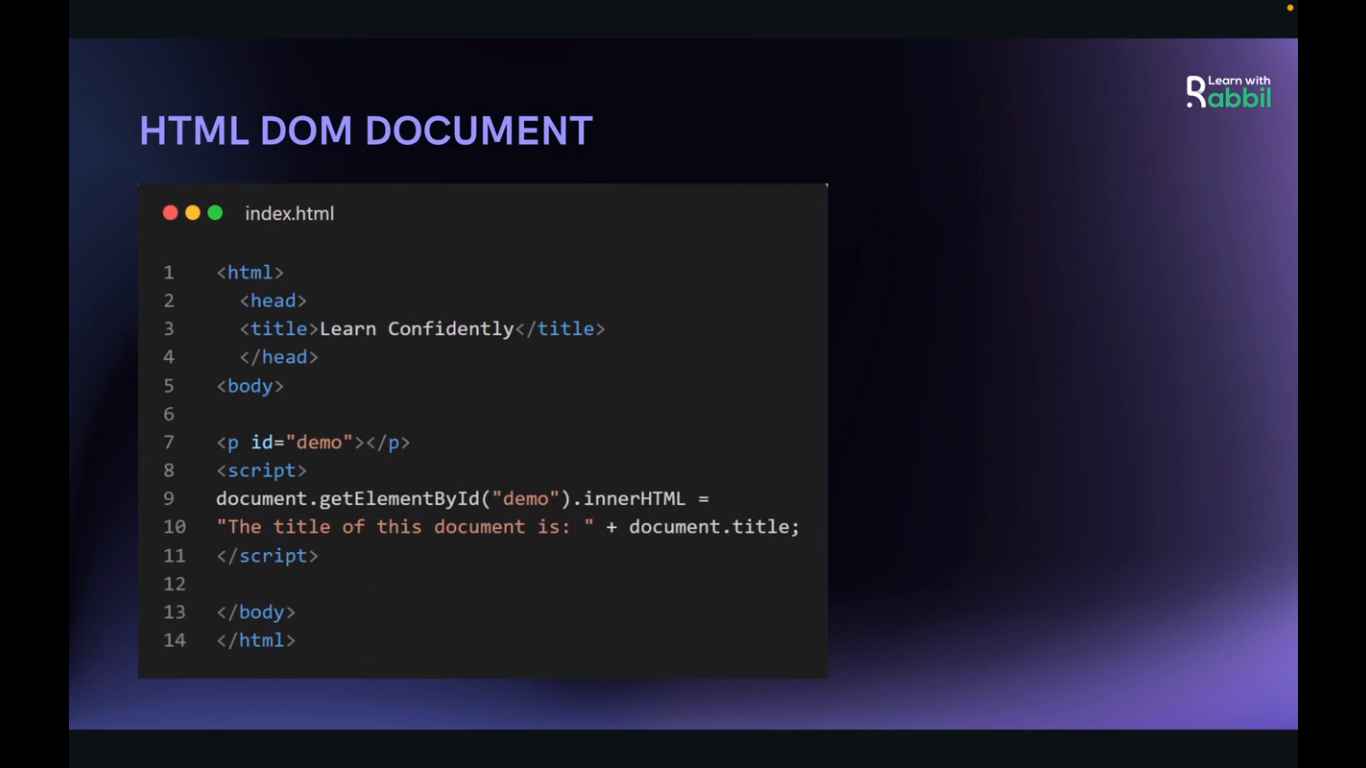 Learn with
Rabbil
HTML DOM DOCUMENT
index.html
1 <html>
2 <head>
3 <title>Learn Confidently</title>
4 </head>
5 <body>
6
7 <p id="demo"></p>
8 <script>
9 document.getElementById("demo").innerHTML =
10 "The title of this document is: " + document.title;
11 </script>
12
13 </body>
14 </html>